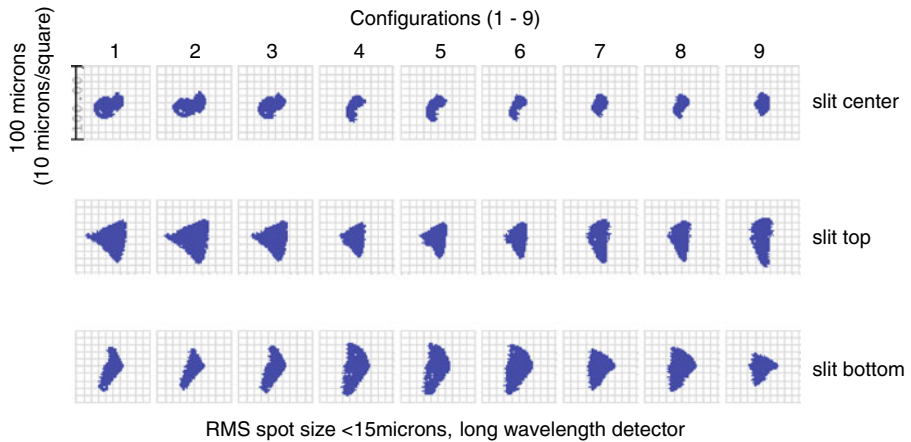 Configurations (1 - 9)
1 2 3 4 5 6 7 8 9
100 microns
(10 microns/square)
slit center
slit top
slit bottom
RMS spot size <15microns, long wavelength detector